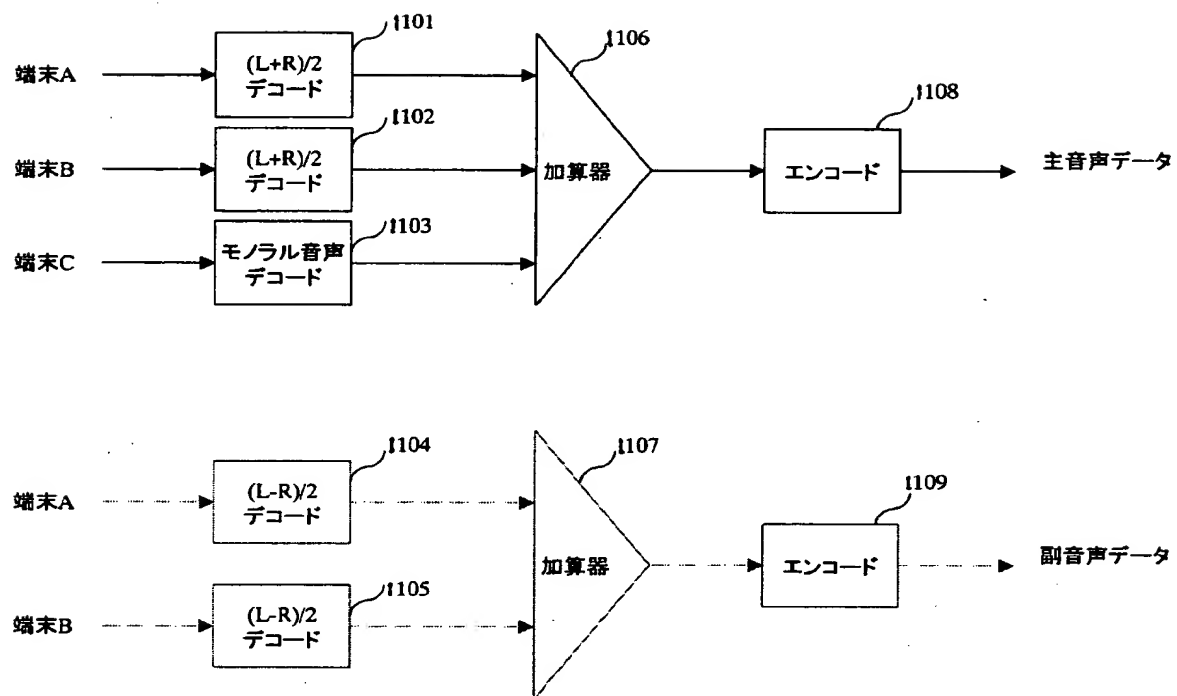 1101
端末A
(L+R)/2
デコード
1106
1102
1108
端末B
(L+R)/2
デコード
加算器
エンコード
主音声データ
1103
端末C
モノラル音声
デコード
1104
1107
端末A
(L-R)/2
デコード
1109
加算器
エンコード
副音声データ
1105
端末B
(L-R)/2
デコード